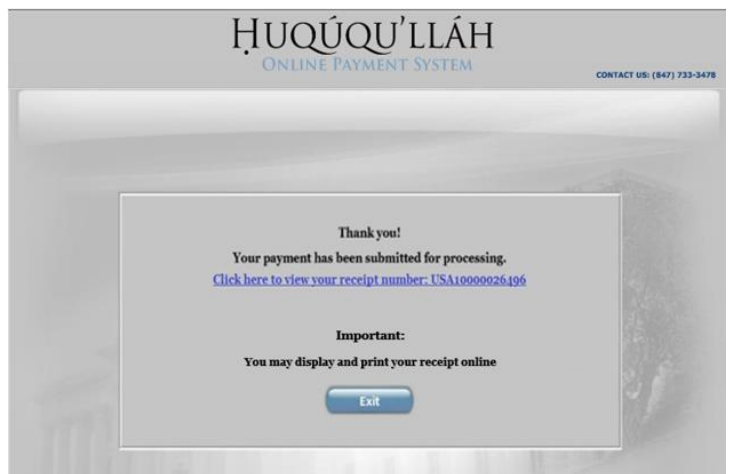 ḤUQÚQU’LLÁH
ONLINE PAYMENT SYSTEM
CONTACT US: (847) 733-3478
Thank you!
Your payment has been submitted for processing.
Click here to view your receipt number: USA10000026496
Important:
You may display and print your receipt online
Exit